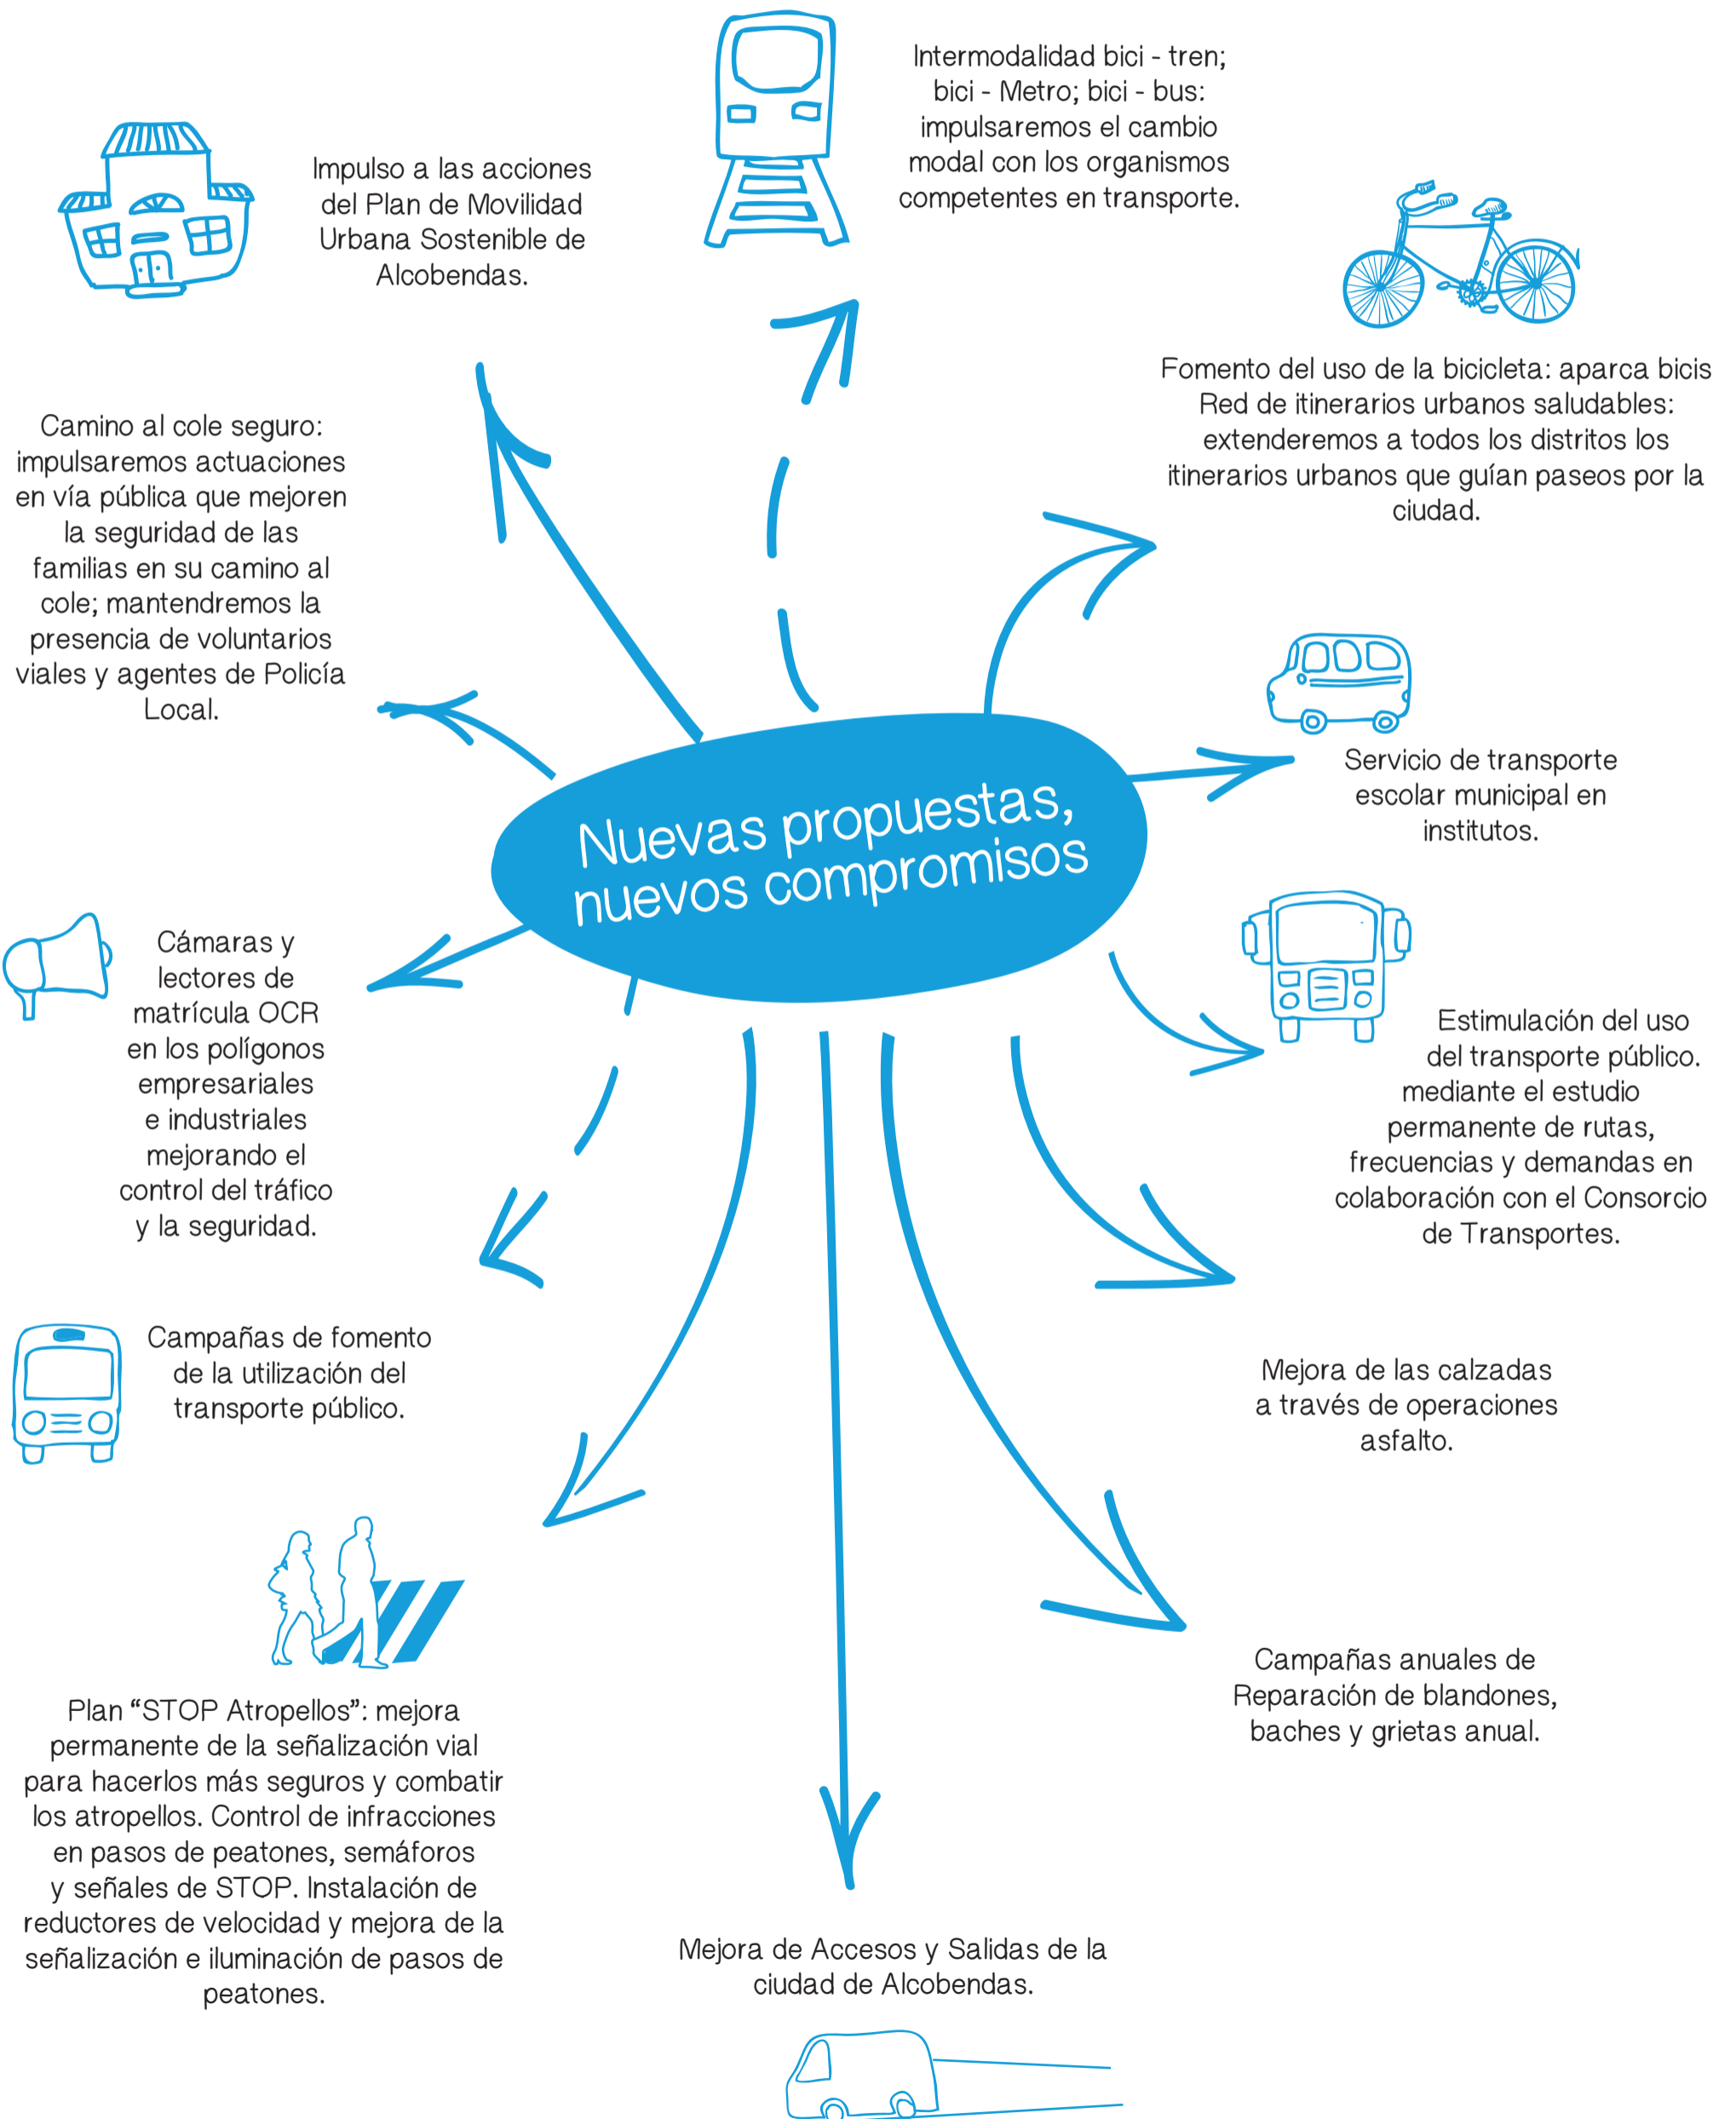 Intermodalidad bici - tren;
bici - Metro; bici - bus:
impulsaremos el cambio
modal con los organismos
competentes en transporte.
Impulso a las acciones
del Plan de Movilidad
Urbana Sostenible de
Alcobendas.
Fomento del uso de la bicicleta: aparca bicis
Red de itinerarios urbanos saludables:
extenderemos a todos los distritos los
itinerarios urbanos que guían paseos por la
ciudad.
Camino al cole seguro:
impulsaremos actuaciones
en vía pública que mejoren
la seguridad de las
familias en su camino al
cole; mantendremos la
presencia de voluntarios
viales y agentes de Policía
Local.
Nuevas propuestas,
nuevos compromisos
Servicio de transporte
escolar municipal en
institutos.
Cámaras y
lectores de
matrícula OCR
en los polígonos
empresariales
e industriales
mejorando el
control del tráfico
y la seguridad.
Estimulación del uso
del transporte público.
mediante el estudio
permanente de rutas,
frecuencias y demandas en
colaboración con el Consorcio
de Transportes.
Campañas de fomento
de la utilización del
transporte público.
Mejora de las calzadas
a través de operaciones
asfalto.
Campañas anuales de
Reparación de blandones,
baches y grietas anual.
Plan “STOP Atropellos”: mejora
permanente de la señalización vial
para hacerlos más seguros y combatir
los atropellos. Control de infracciones
en pasos de peatones, semáforos
y señales de STOP. Instalación de
reductores de velocidad y mejora de la
señalización e iluminación de pasos de
peatones.
Mejora de Accesos y Salidas de la
ciudad de Alcobendas.